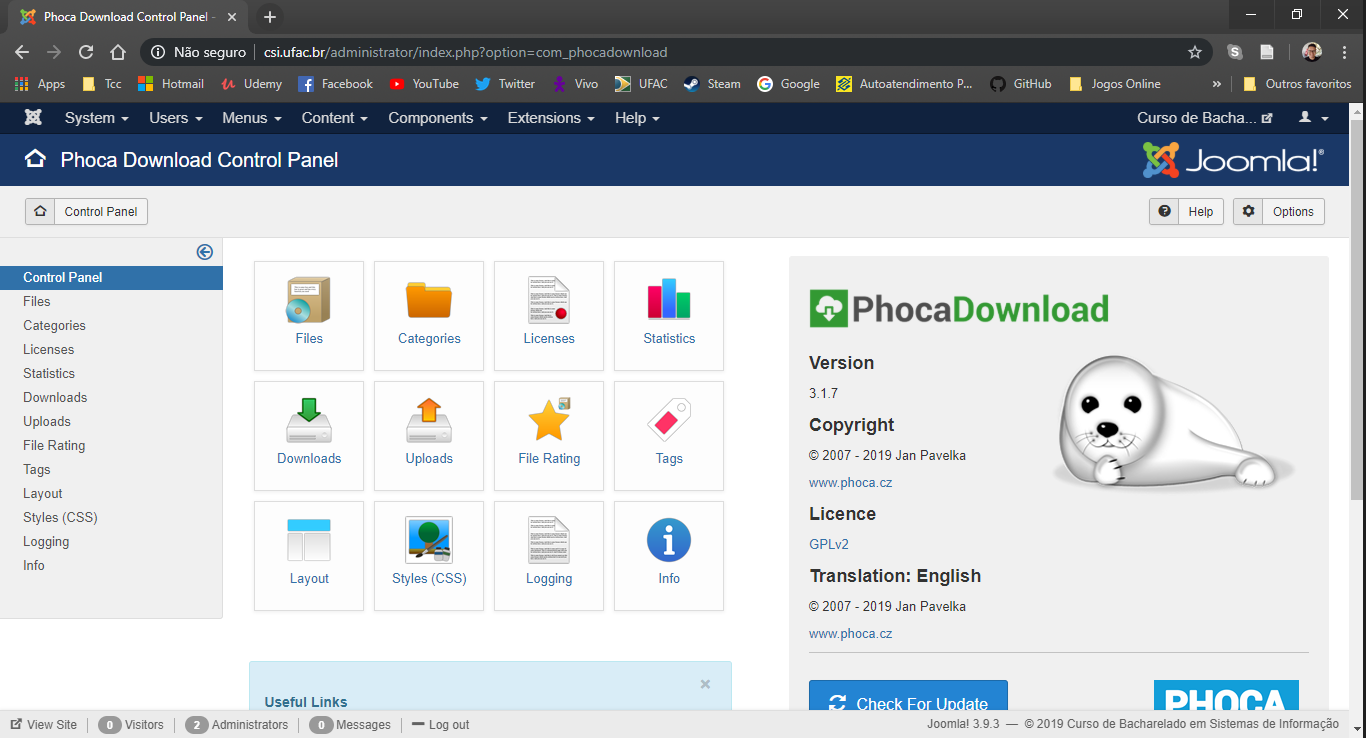 Phoca Download Control Panel -
Não seguro | csi.ufac.br/administrator/index.php?option=com_phocadownload
Apps Tcc Hotmail Udemy Facebook YouTube Twitter Vivo UFAC Steam Google Autoatendimento P... GitHub Jogos Online » Outros favoritos
System Users Menus Content Components Extensions Help Curso de Bacha...
Phoca Download Control Panel Joomla!®
Control Panel Help Options
Control Panel
Files
Categories
Licenses
Statistics
Downloads
Uploads
File Rating
Tags
Layout
Styles (CSS)
Logging
Info
Files Categories Licenses Statistics
Downloads Uploads File Rating Tags
Layout Styles (CSS) Logging Info
Useful Links
PhocaDownload
Version
3.1.7
Copyright
© 2007 - 2019 Jan Pavelka
www.phoca.cz
Licence
GPLv2
Translation: English
© 2007 - 2019 Jan Pavelka
www.phoca.cz
Check For Update PHOCA
View Site 0 Visitors 2 Administrators 0 Messages Log out Joomla! 3.9.3 — © 2019 Curso de Bacharelado em Sistemas de Informação